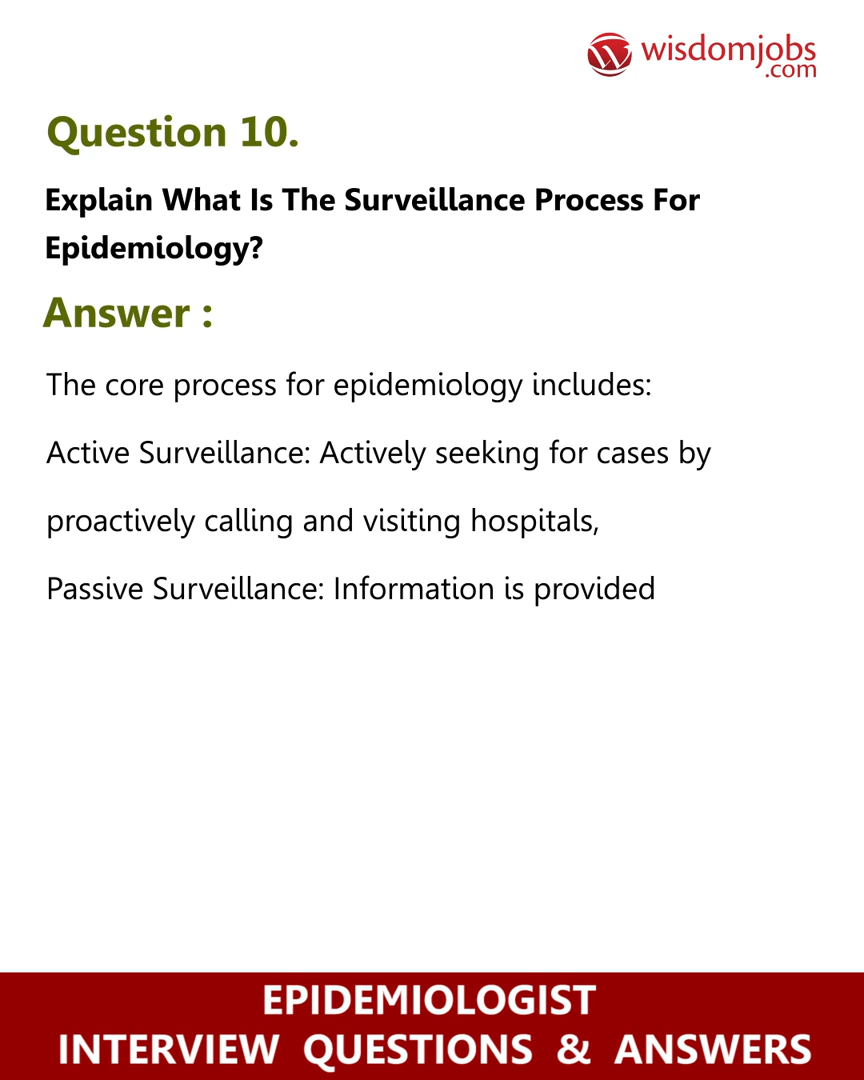 wisdomjobs
.com
Question 10.
Explain What Is The Surveillance Process For
Epidemiology?
Answer :
The core process for epidemiology includes:
Active Surveillance: Actively seeking for cases by
proactively calling and visiting hospitals,
Passive Surveillance: Information is provided
EPIDEMIOLOGIST
INTERVIEW QUESTIONS & ANSWERS